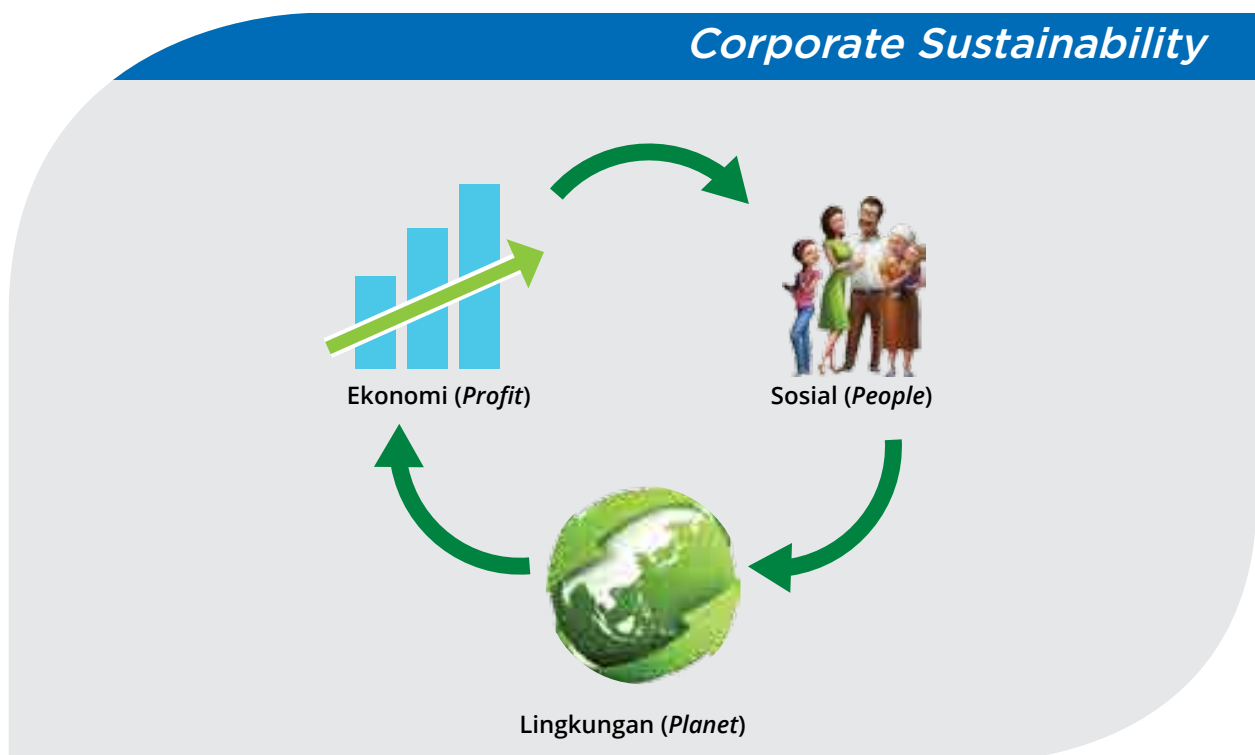 Corporate Sustainability
Ekonomi (Profit)
Sosial (People)
Lingkungan (Planet)